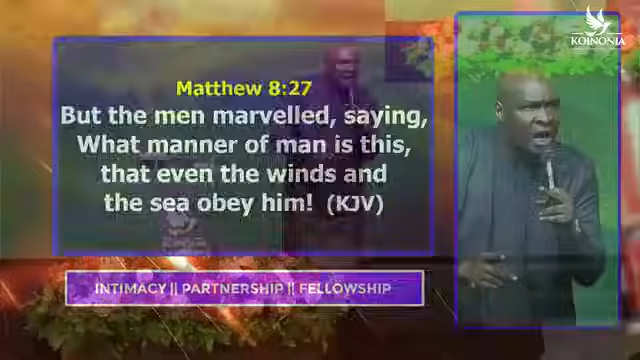 KOINONIA
Matthew 8:27
But the men marvelled, saying,
What manner of man is this,
that even the winds and
the sea obey him! (KJV)
INTIMACY || PARTNERSHIP || FELLOWSHIP